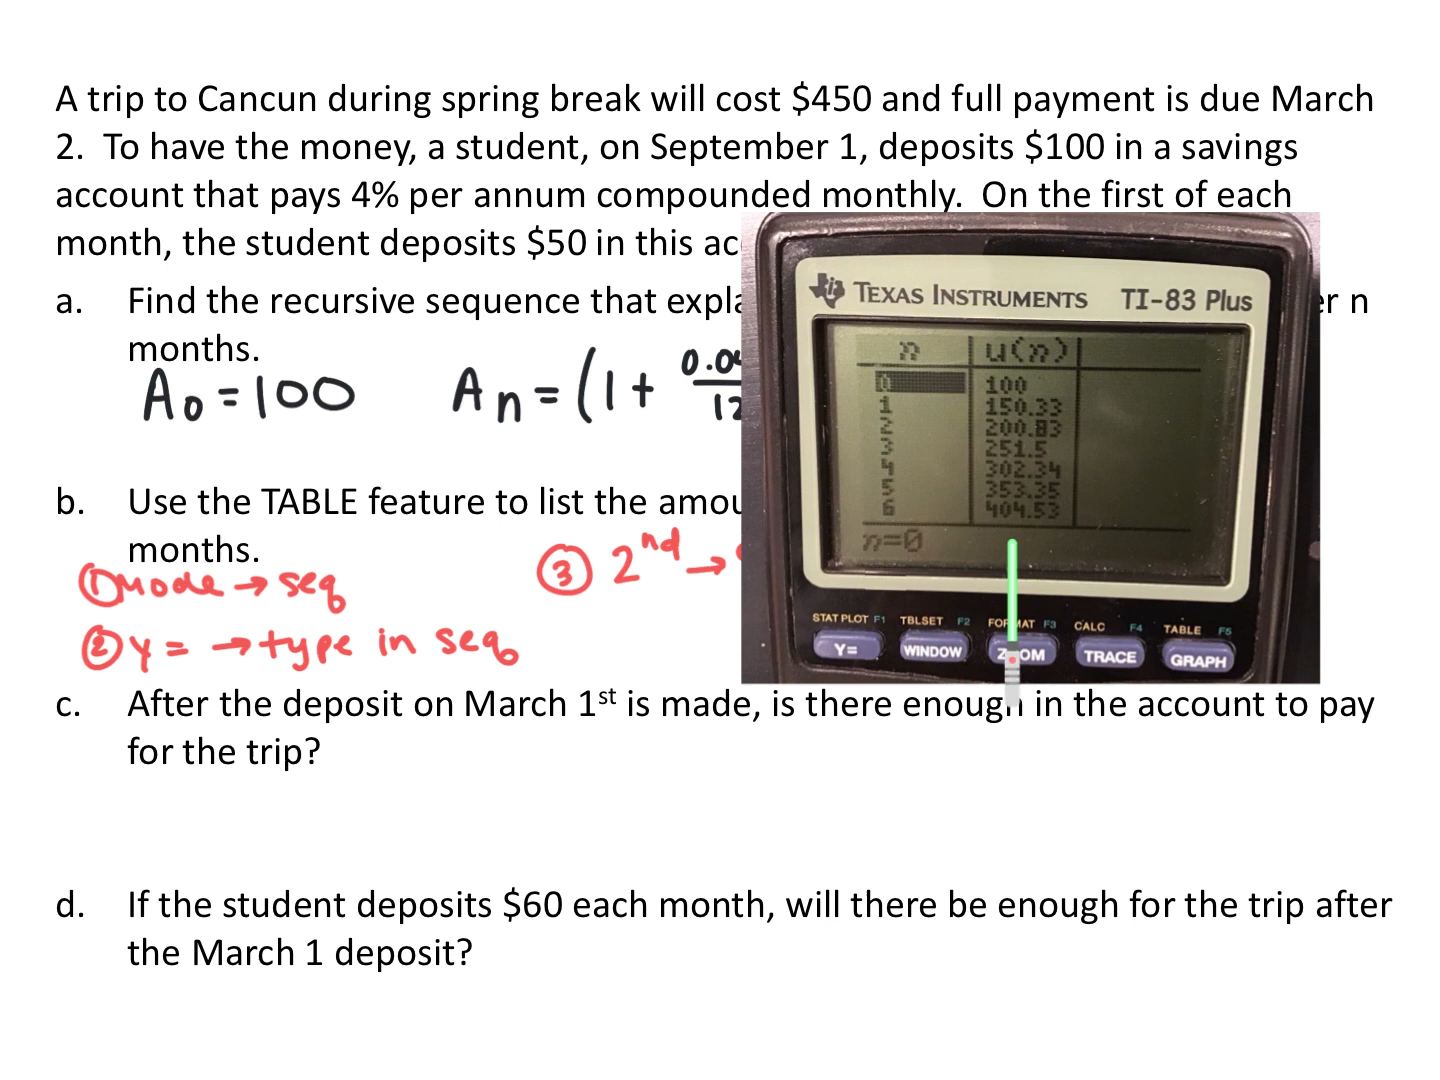 A trip to Cancun during spring break will cost $450 and full payment is due March
2. To have the money, a student, on September 1, deposits $100 in a savings
account that pays 4% per annum compounded monthly. On the first of each
month, the student deposits $50 in this
a. Find the recursive sequence that n
months.
A₀ = 100 Aₙ = (1 +
b. Use the TABLE feature to list the
months.
① Mode → seq
② Y = → type in seq
③ 2nd →
TEXAS INSTRUMENTS TI-83 Plus
n u(n)
0 100
1 150.33
2 200.83
3 251.5
4 302.34
5 353.35
6 404.53
n=0
STAT PLOT F1 TBLSET F2 FORMAT F3 CALC F4 TABLE F5
Y= WINDOW ZOOM TRACE GRAPH
c. After the deposit on March 1st is made, is there enough in the account to pay
for the trip?
d. If the student deposits $60 each month, will there be enough for the trip after
the March 1 deposit?